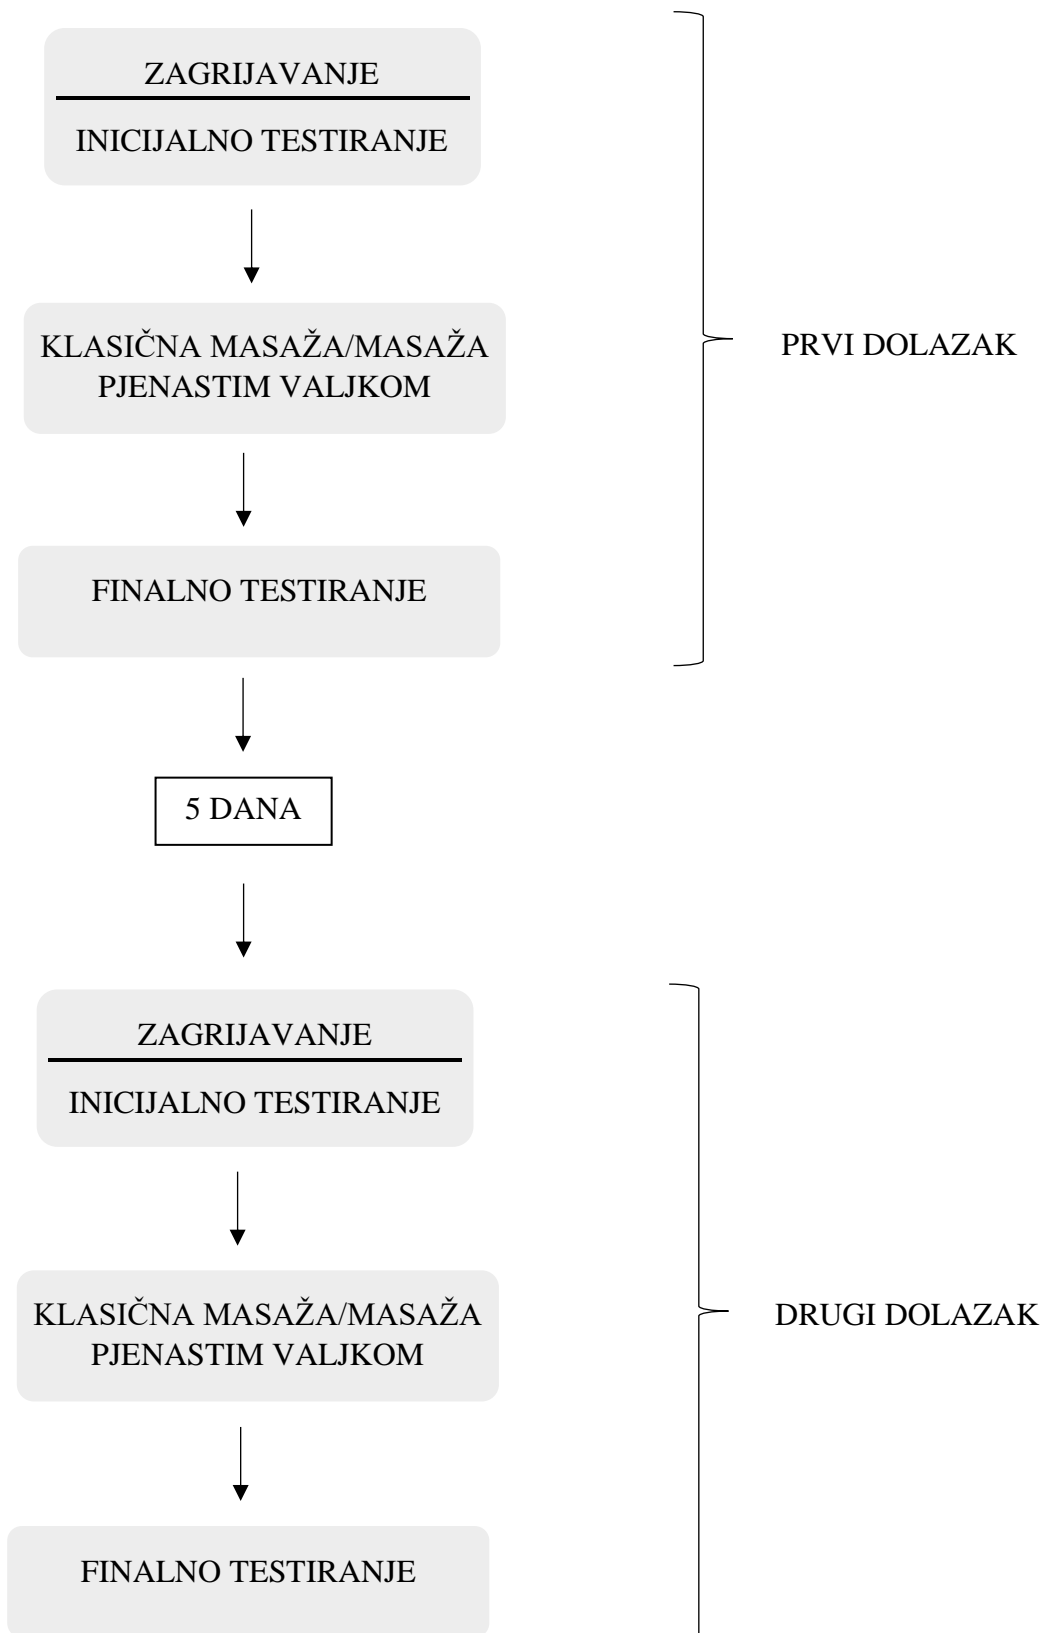 ZAGRIJAVANJE
INICIJALNO TESTIRANJE
KLASIČNA MASAŽA/MASAŽA
PJENASTIM VALJKOM
PRVI DOLAZAK
FINALNO TESTIRANJE
5 DANA
ZAGRIJAVANJE
INICIJALNO TESTIRANJE
KLASIČNA MASAŽA/MASAŽA
PJENASTIM VALJKOM
DRUGI DOLAZAK
FINALNO TESTIRANJE